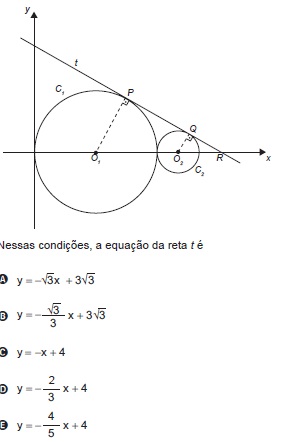 y
t
C₁
P
Q
O₁
O₂
R
x
C₂
Nessas condições, a equação da reta t é
A y = –√3x + 3√3
B y = –√3/3 x + 3√3
C y = –x + 4
D y = –2/3 x + 4
E y = –4/5 x + 4